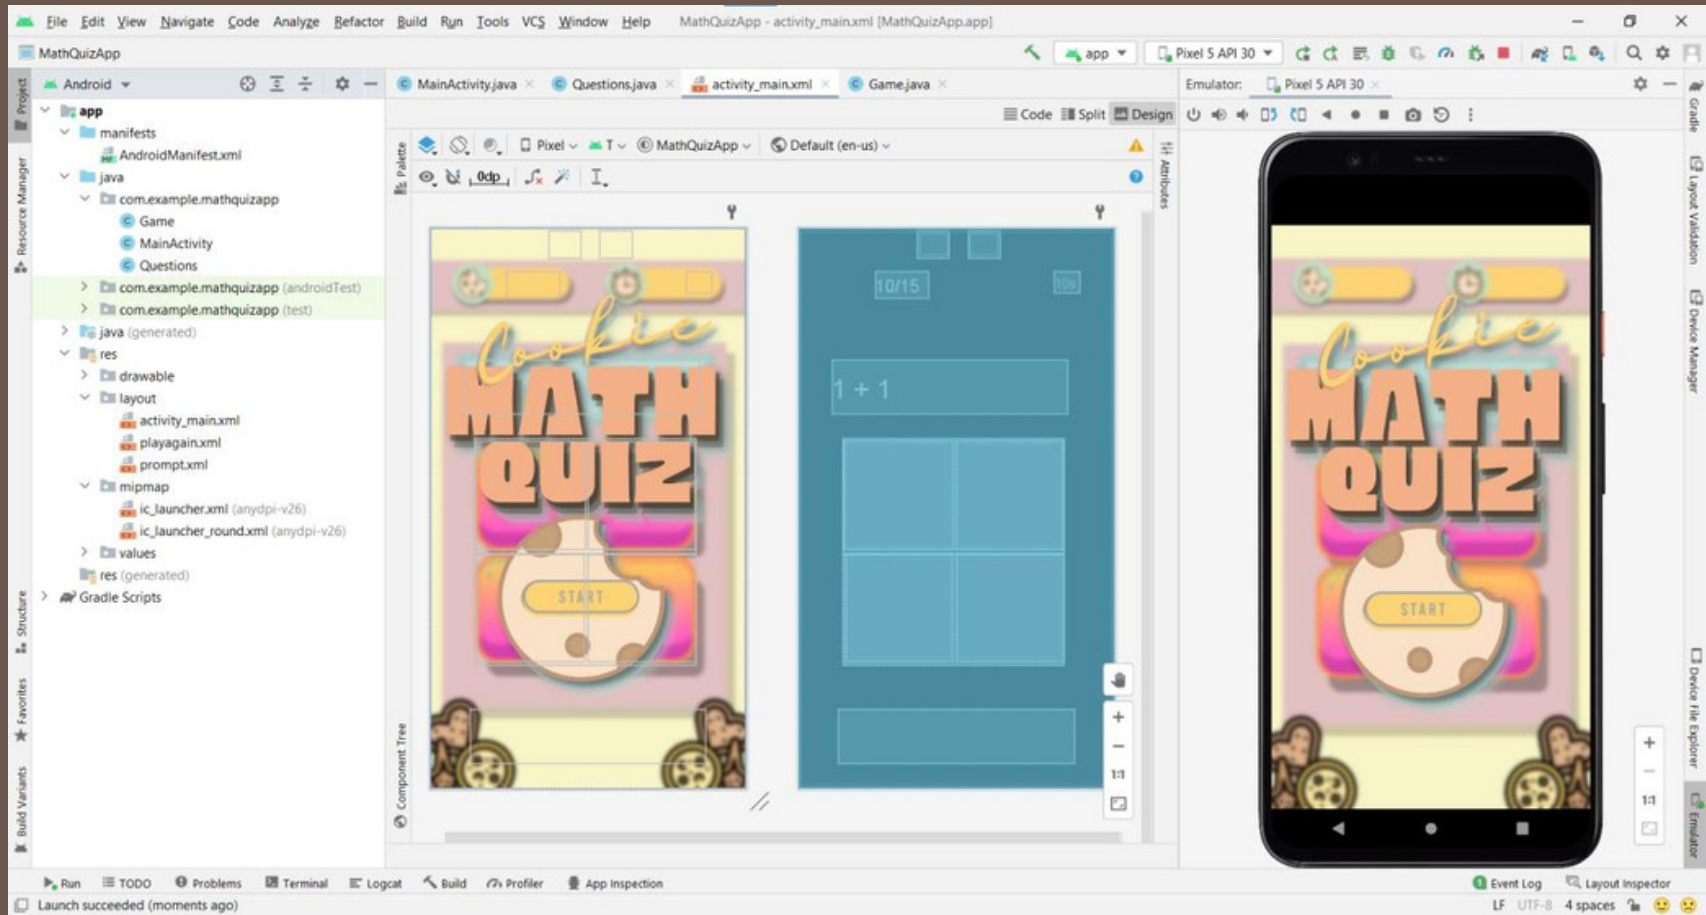 File Edit View Navigate Code Analyze Refactor Build Run Tools VCS Window Help MathQuizApp - activity_main.xml [MathQuizApp.app]
MathQuizApp app Pixel 5 API 30
Android MainActivity.java Questions.java activity_main.xml Game.java Emulator: Pixel 5 API 30
Code Split Design
Pixel T MathQuizApp Default (en-us)
0dp
Project
Resource Manager
Structure
Favorites
Build Variants
app
manifests
AndroidManifest.xml
java
com.example.mathquizapp
Game
MainActivity
Questions
com.example.mathquizapp (androidTest)
com.example.mathquizapp (test)
java (generated)
res
drawable
layout
activity_main.xml
playagain.xml
prompt.xml
mipmap
ic_launcher.xml (anydpi-v26)
ic_launcher_round.xml (anydpi-v26)
values
res (generated)
Gradle Scripts
Palette
Component Tree
Cookie
MATH
QUIZ
START
10/15 10s
1 + 1
1:1
Attributes
Cookie
MATH
QUIZ
START
1:1
Gradle
Layout Validation
Device Manager
Device File Explorer
Emulator
Run TODO Problems Terminal Logcat Build Profiler App Inspection 1 Event Log Layout Inspector
Launch succeeded (moments ago) LF UTF-8 4 spaces